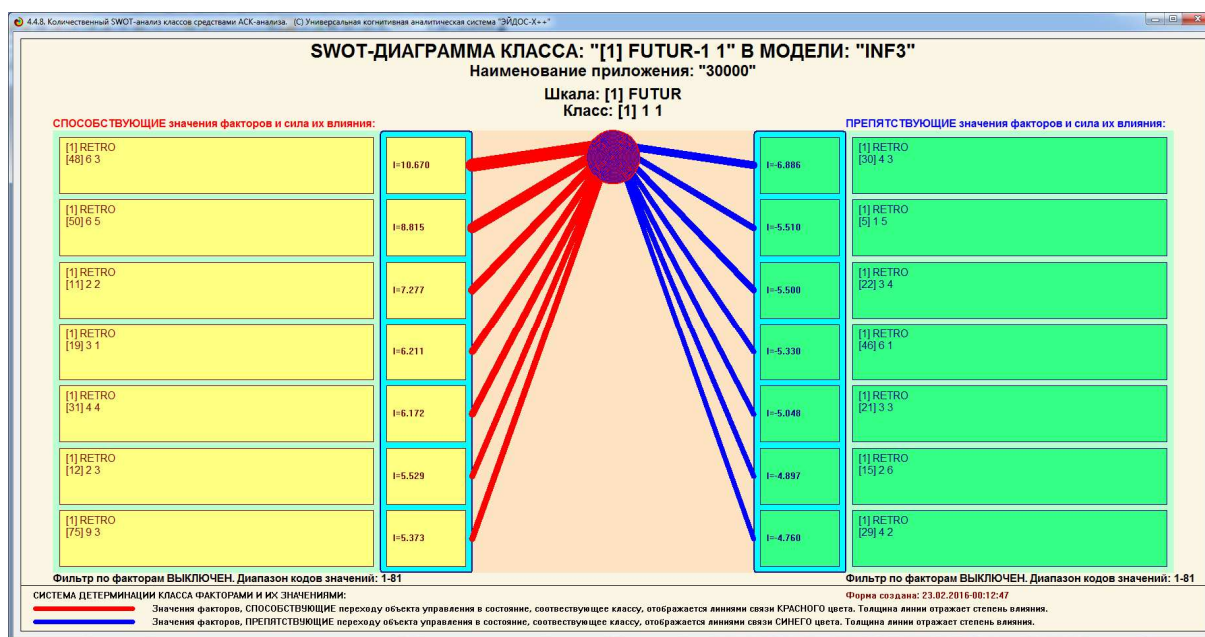 4.4.8. Количественный SWOT-анализ классов средствами АСК-анализа. (C) Универсальная когнитивная аналитическая система "ЭЙДОС-X++"
SWOT-ДИАГРАММА КЛАССА: "[1] FUTUR-1 1" В МОДЕЛИ: "INF3"
Наименование приложения: "30000"
Шкала: [1] FUTUR
Класс: [1] 1 1
СПОСОБСТВУЮЩИЕ значения факторов и сила их влияния:
[1] RETRO
[48] 6 3
I=10.670
[1] RETRO
[50] 6 5
I=8.815
[1] RETRO
[11] 2 2
I=7.277
[1] RETRO
[19] 3 1
I=6.211
[1] RETRO
[31] 4 4
I=6.172
[1] RETRO
[12] 2 3
I=5.529
[1] RETRO
[75] 9 3
I=5.373
Фильтр по факторам ВЫКЛЮЧЕН. Диапазон кодов значений: 1-81
ПРЕПЯТСТВУЮЩИЕ значения факторов и сила их влияния:
I=-6.886
[1] RETRO
[30] 4 3
I=-5.510
[1] RETRO
[5] 1 5
I=-5.500
[1] RETRO
[22] 3 4
I=-5.330
[1] RETRO
[46] 6 1
I=-5.048
[1] RETRO
[21] 3 3
I=-4.897
[1] RETRO
[15] 2 6
I=-4.760
[1] RETRO
[29] 4 2
Фильтр по факторам ВЫКЛЮЧЕН. Диапазон кодов значений: 1-81
СИСТЕМА ДЕТЕРМИНАЦИИ КЛАССА ФАКТОРАМИ И ИХ ЗНАЧЕНИЯМИ:
Форма создана: 23.02.2016-00:12:47
Значения факторов, СПОСОБСТВУЮЩИЕ переходу объекта управления в состояние, соотвествующее классу, отображается линиями связи КРАСНОГО цвета. Толщина линии отражает степень влияния.
Значения факторов, ПРЕПЯТСТВУЮЩИЕ переходу объекта управления в состояние, соотвествующее классу, отображается линиями связи СИНЕГО цвета. Толщина линии отражает степень влияния.